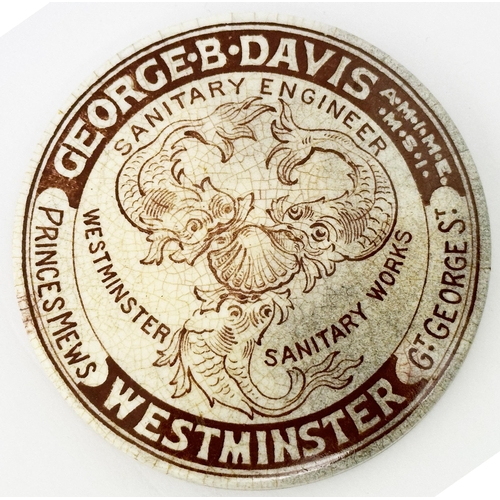 GEORGE·B·DAVIS A·M·I·M·E.
·M·S·I·
SANITARY ENGINEER
WESTMINSTER
SANITARY WORKS
PRINCES MEWS
GT GEORGE ST
WESTMINSTER